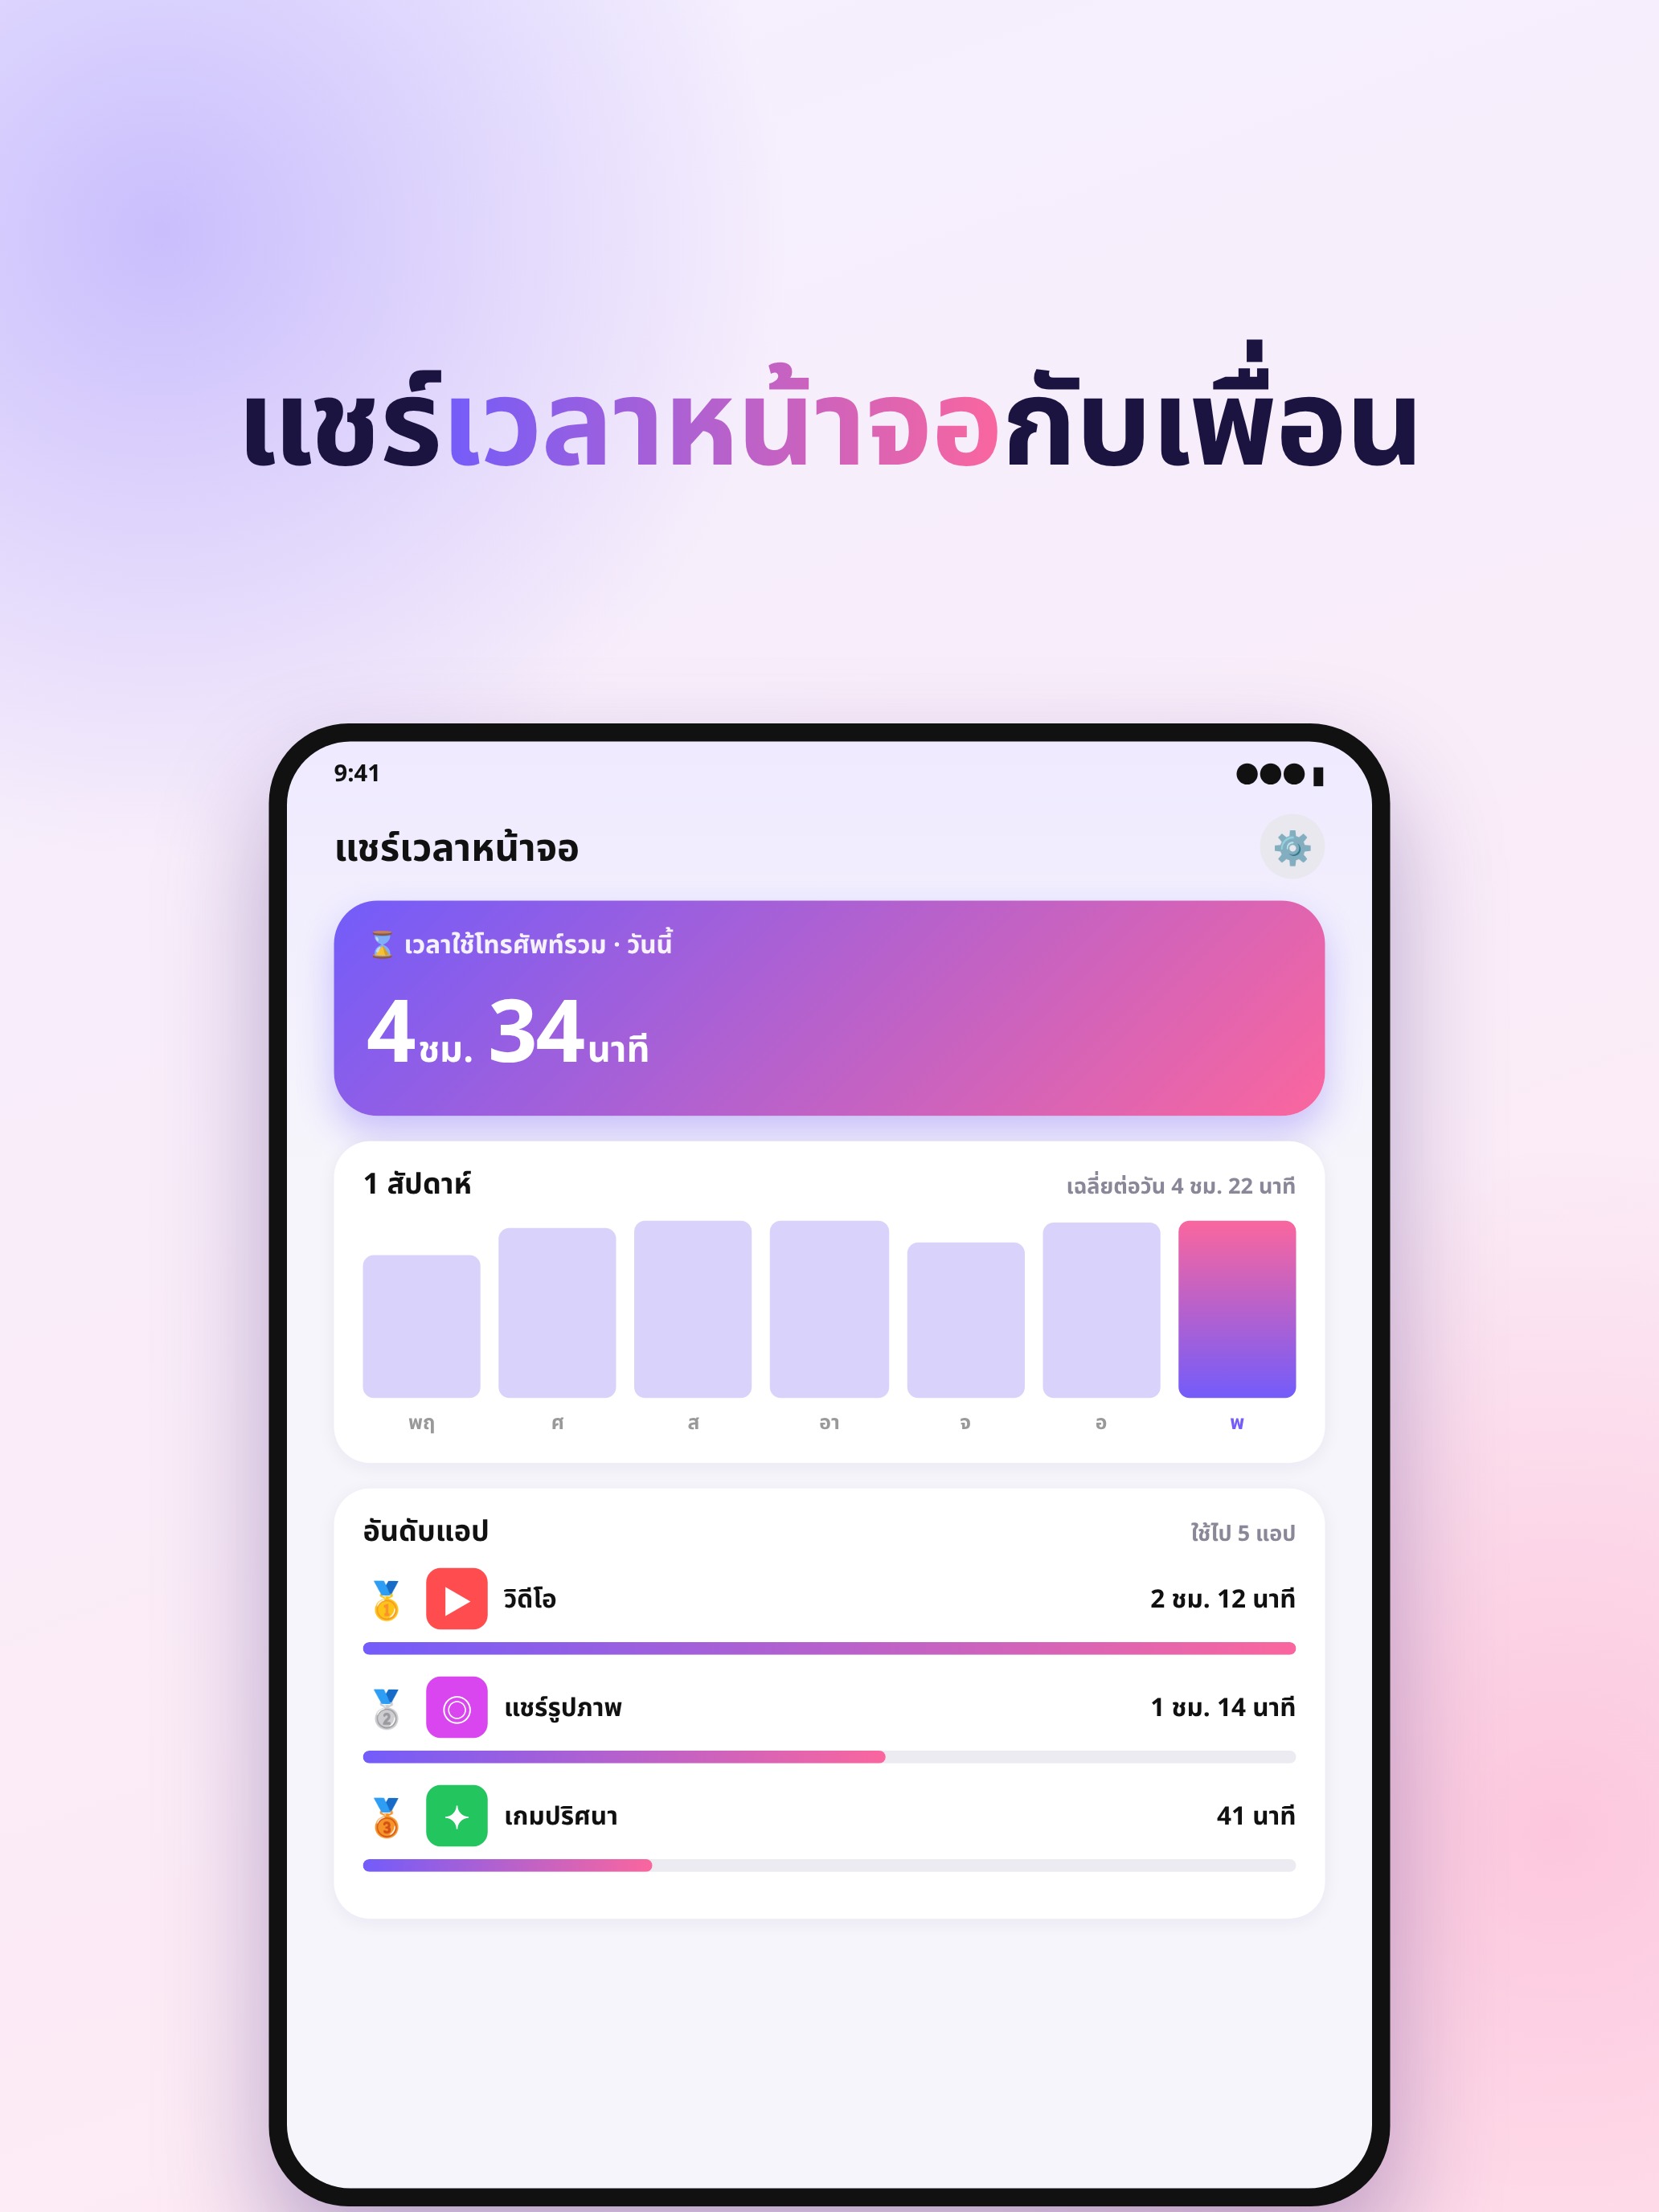 แชร์เวลาหน้าจอกับเพื่อน
9:41
แชร์เวลาหน้าจอ
เวลาใช้โทรศัพท์รวม · วันนี้
4 ชม. 34 นาที
1 สัปดาห์
เฉลี่ยต่อวัน 4 ชม. 22 นาที
พฤ ศ ส อา จ อ พ
อันดับแอป
ใช้ไป 5 แอป
1 วิดีโอ 2 ชม. 12 นาที
2 แชร์รูปภาพ 1 ชม. 14 นาที
3 เกมปริศนา 41 นาที